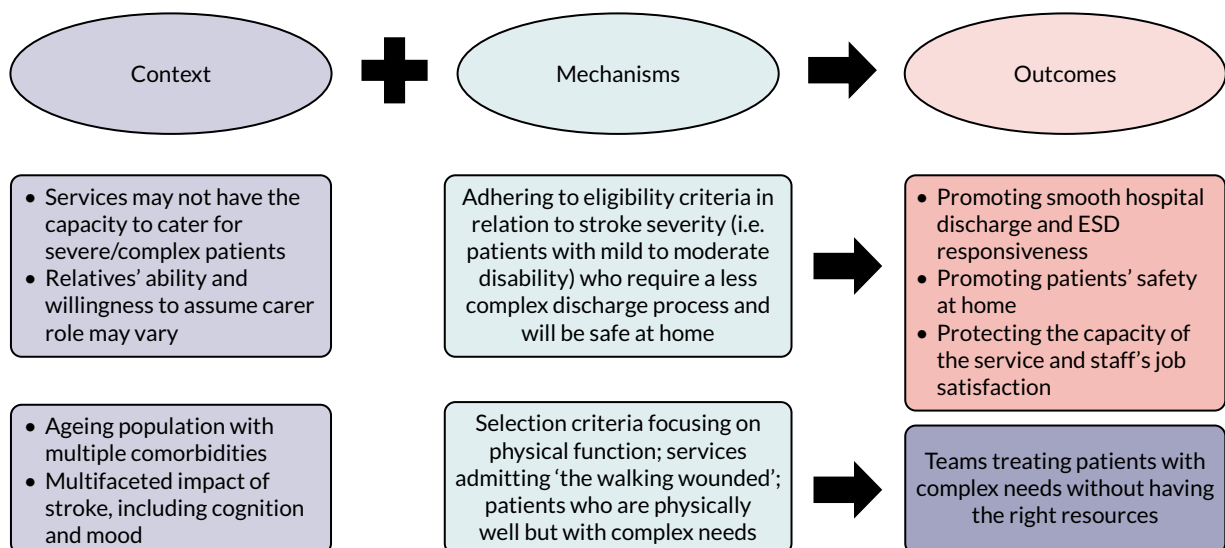 Context
Mechanisms
Outcomes
• Services may not have the
capacity to cater for
severe/complex patients
• Relatives’ ability and
willingness to assume carer
role may vary
Adhering to eligibility criteria in
relation to stroke severity (i.e.
patients with mild to moderate
disability) who require a less
complex discharge process and
will be safe at home
• Promoting smooth hospital
discharge and ESD
responsiveness
• Promoting patients’ safety
at home
• Protecting the capacity of
the service and staff’s job
satisfaction
• Ageing population with
multiple comorbidities
• Multifaceted impact of
stroke, including cognition
and mood
Selection criteria focusing on
physical function; services
admitting ‘the walking wounded’;
patients who are physically
well but with complex needs
Teams treating patients with
complex needs without having
the right resources